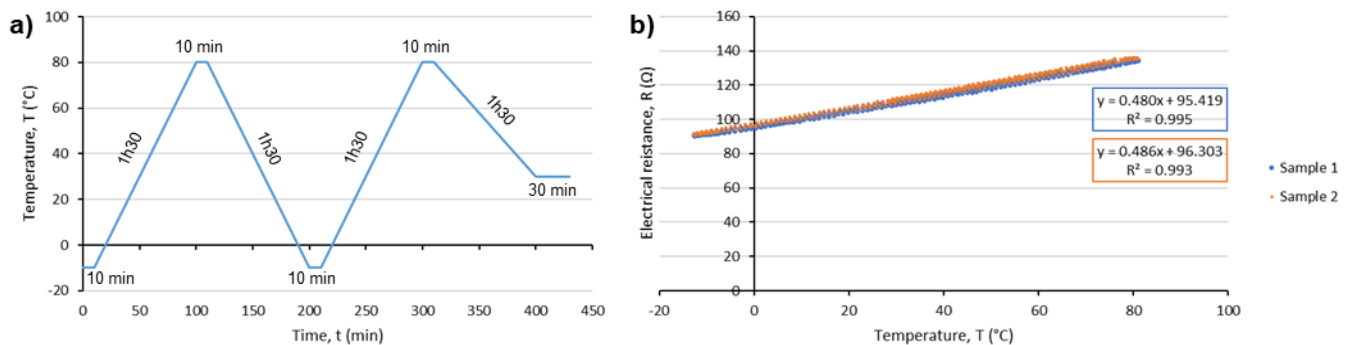 a)
100
80
60
40
20
0
-20
Temperature, T (°C)
10 min
1h30
10 min
1h30
10 min
1h30
10 min
1h30
30 min
0
50
100
150
200
250
300
350
400
450
Time, t (min)
b)
160
140
120
100
80
60
40
20
0
Electrical reistance, R (Ω)
y = 0.480x + 95.419
R² = 0.995
y = 0.486x + 96.303
R² = 0.993
-20
0
20
40
60
80
100
Temperature, T (°C)
Sample 1
Sample 2